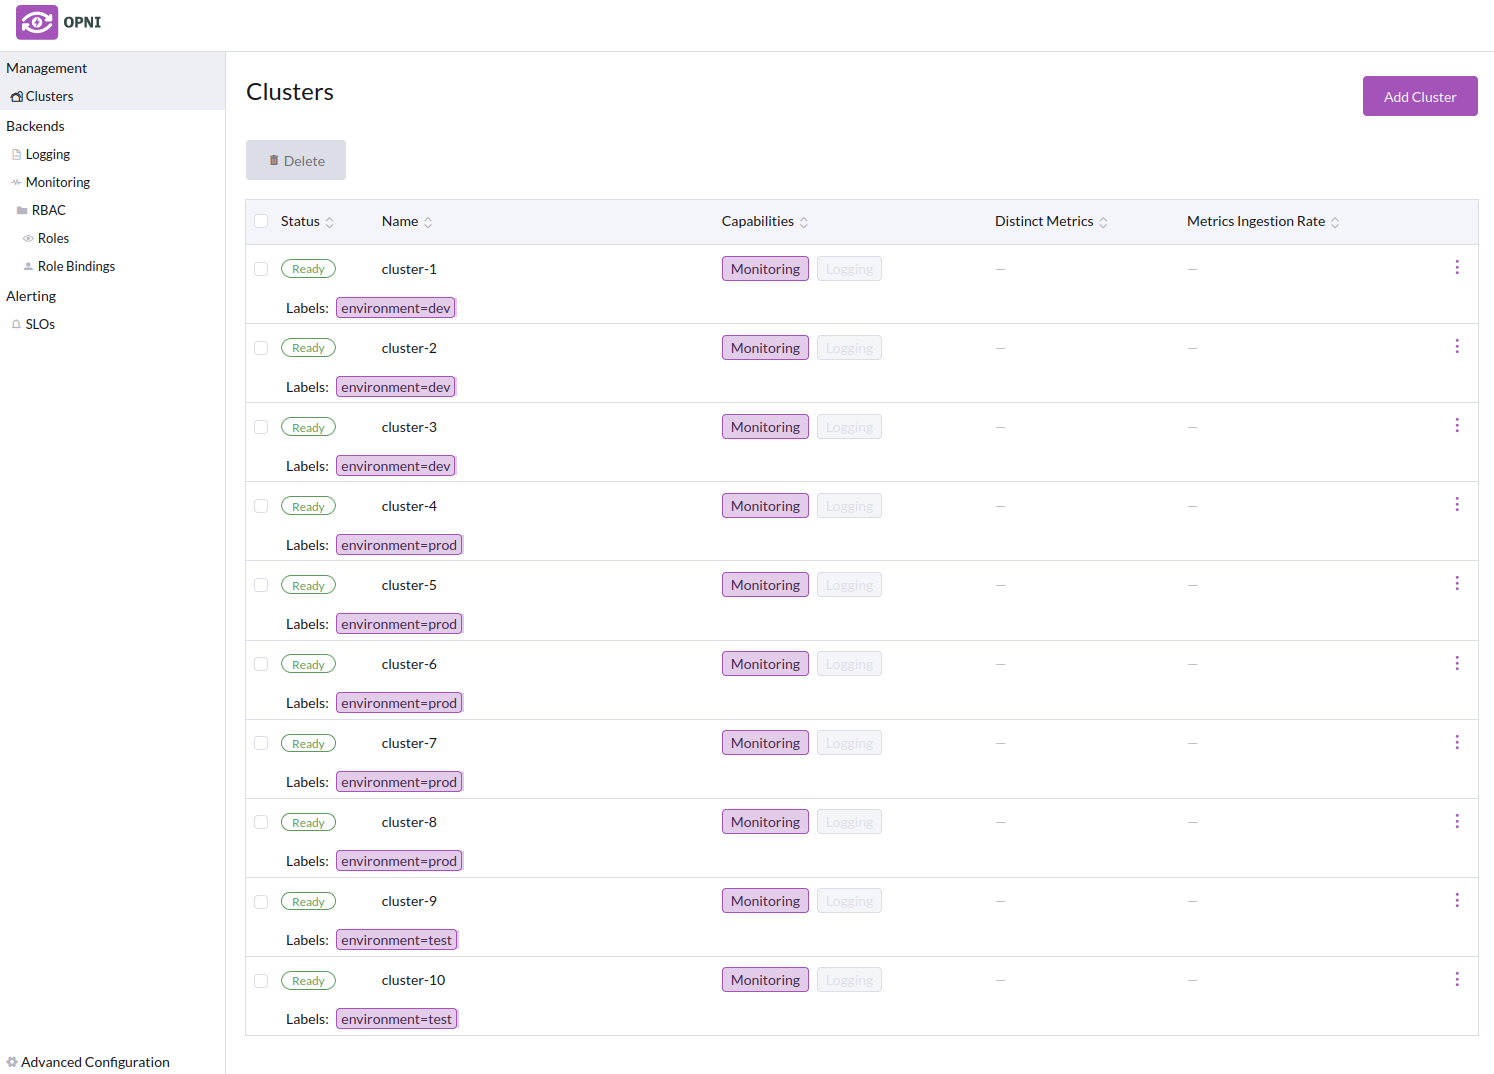 OPNI
Management
Clusters
Backends
Logging
Monitoring
RBAC
Roles
Role Bindings
Alerting
SLOs
Advanced Configuration
Clusters
Add Cluster
Delete
Status Name Capabilities Distinct Metrics Metrics Ingestion Rate
Ready cluster-1 Monitoring Logging — —
Labels: environment=dev
Ready cluster-2 Monitoring Logging — —
Labels: environment=dev
Ready cluster-3 Monitoring Logging — —
Labels: environment=dev
Ready cluster-4 Monitoring Logging — —
Labels: environment=prod
Ready cluster-5 Monitoring Logging — —
Labels: environment=prod
Ready cluster-6 Monitoring Logging — —
Labels: environment=prod
Ready cluster-7 Monitoring Logging — —
Labels: environment=prod
Ready cluster-8 Monitoring Logging — —
Labels: environment=prod
Ready cluster-9 Monitoring Logging — —
Labels: environment=test
Ready cluster-10 Monitoring Logging — —
Labels: environment=test